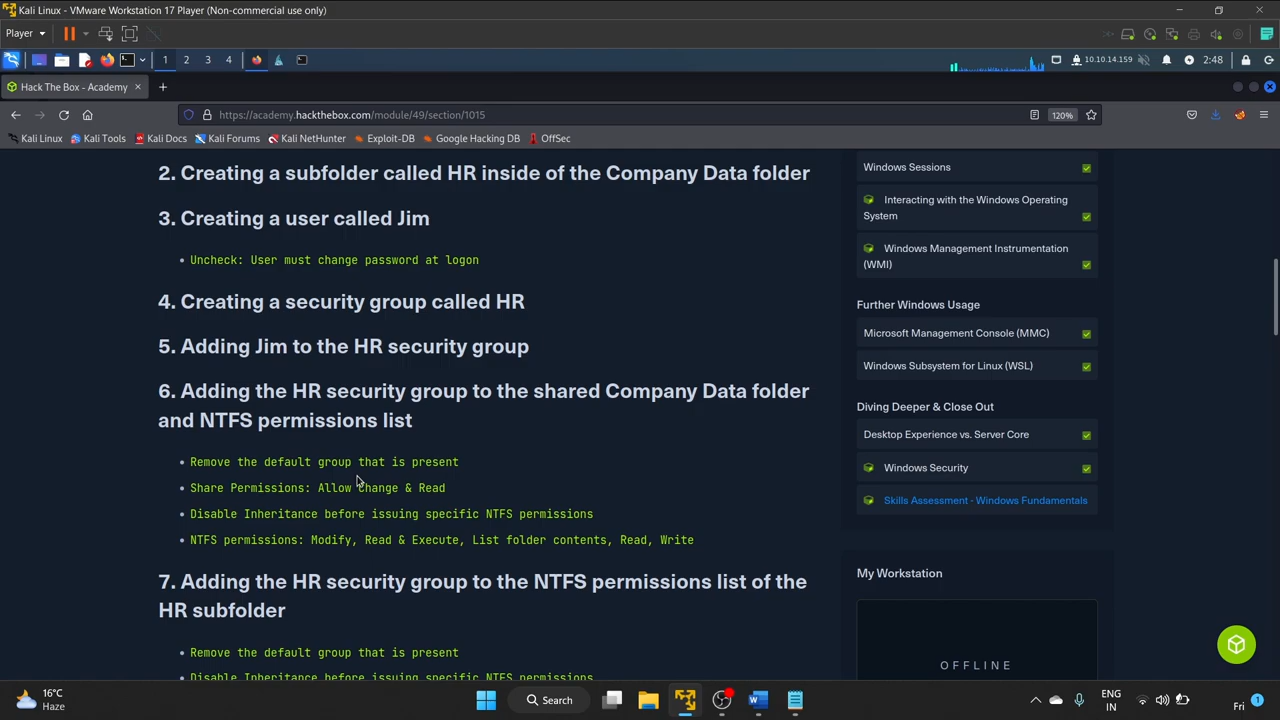 Kali Linux - VMware Workstation 17 Player (Non-commercial use only)
Player
1
2
3
4
10.10.14.159
2:48
Hack The Box - Academy
https://academy.hackthebox.com/module/49/section/1015
120%
Kali Linux
Kali Tools
Kali Docs
Kali Forums
Kali NetHunter
Exploit-DB
Google Hacking DB
OffSec
2. Creating a subfolder called HR inside of the Company Data folder
3. Creating a user called Jim
• Uncheck: User must change password at logon
4. Creating a security group called HR
5. Adding Jim to the HR security group
6. Adding the HR security group to the shared Company Data folder
and NTFS permissions list
• Remove the default group that is present
• Share Permissions: Allow Change & Read
• Disable Inheritance before issuing specific NTFS permissions
• NTFS permissions: Modify, Read & Execute, List folder contents, Read, Write
7. Adding the HR security group to the NTFS permissions list of the
HR subfolder
• Remove the default group that is present
• Disable Inheritance before issuing specific NTFS permissions
Windows Sessions
Interacting with the Windows Operating
System
Windows Management Instrumentation
(WMI)
Further Windows Usage
Microsoft Management Console (MMC)
Windows Subsystem for Linux (WSL)
Diving Deeper & Close Out
Desktop Experience vs. Server Core
Windows Security
Skills Assessment - Windows Fundamentals
My Workstation
OFFLINE
16°C
Haze
Search
ENG
IN
Fri
1